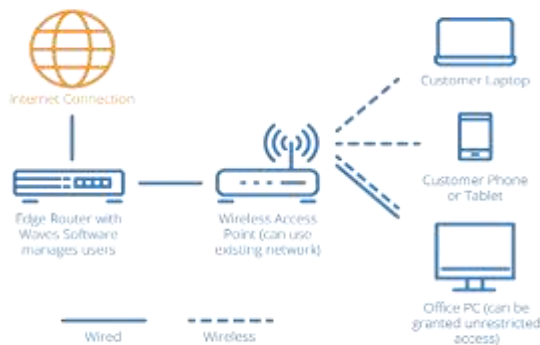 Internet Connection
Edge Router with
Waves Software
manages users
Wireless Access
Point (can use
existing network)
Customer Laptop
Customer Phone
or Tablet
Office PC (can be
granted unrestricted
access)
Wired
Wireless